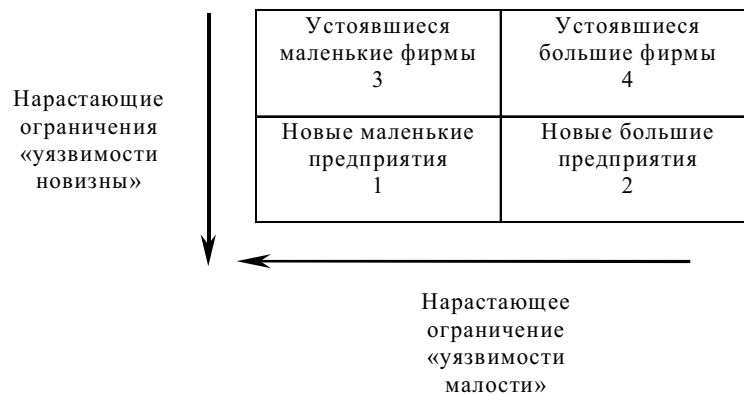 Устоявшиеся
маленькие фирмы
3
Устоявшиеся
большие фирмы
4
Нарастающие
ограничения
«уязвимости
новизны»
Новые маленькие
предприятия
1
Новые большие
предприятия
2
Нарастающее
ограничение
«уязвимости
малости»